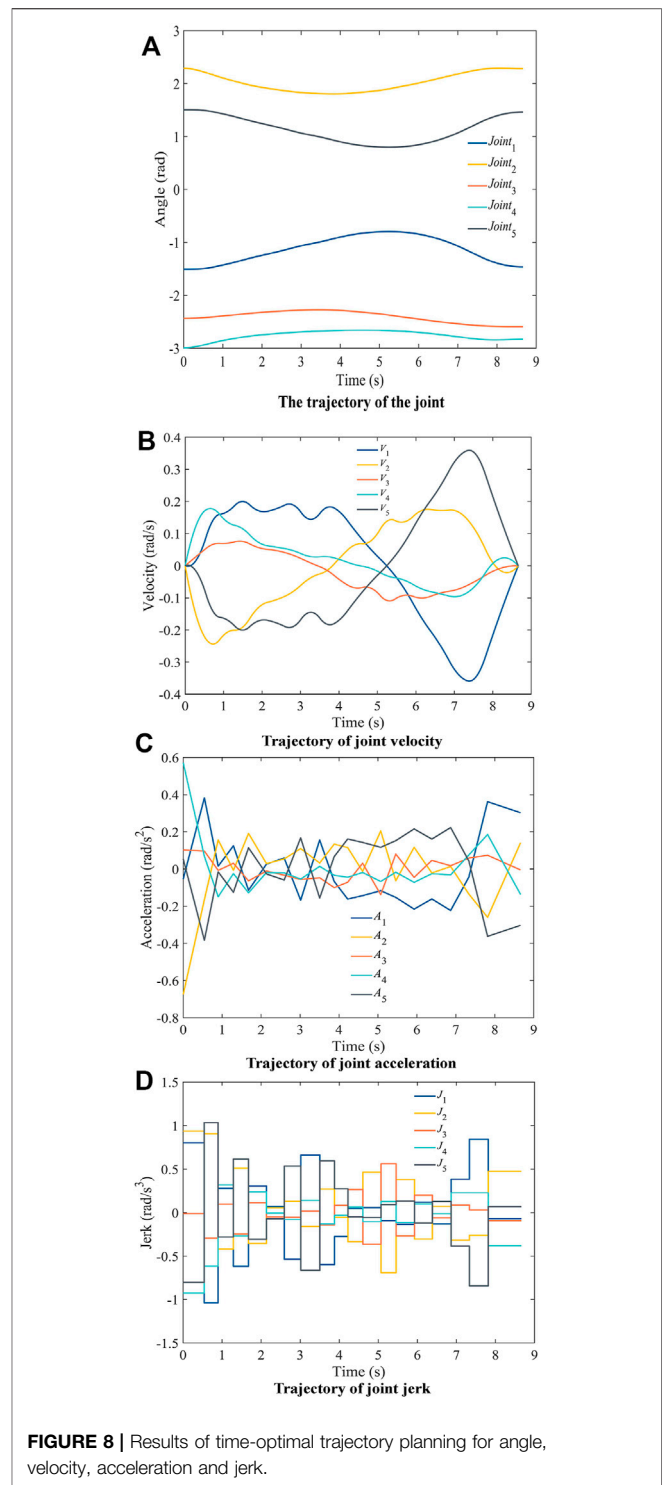 A
3
2
1
0
-1
-2
-3
Angle (rad)
Joint1
Joint2
Joint3
Joint4
Joint5
0 1 2 3 4 5 6 7 8 9
Time (s)
The trajectory of the joint
B
0.4
0.3
0.2
0.1
0
-0.1
-0.2
-0.3
-0.4
Velocity (rad/s)
V1
V2
V3
V4
V5
0 1 2 3 4 5 6 7 8 9
Time (s)
Trajectory of joint velocity
C
0.6
0.4
0.2
0
-0.2
-0.4
-0.6
-0.8
Acceleration (rad/s²)
A1
A2
A3
A4
A5
0 1 2 3 4 5 6 7 8 9
Time (s)
Trajectory of joint acceleration
D
1.5
1
0.5
0
-0.5
-1
-1.5
Jerk (rad/s³)
J1
J2
J3
J4
J5
0 1 2 3 4 5 6 7 8 9
Time (s)
Trajectory of joint jerk
FIGURE 8 | Results of time-optimal trajectory planning for angle,
velocity, acceleration and jerk.